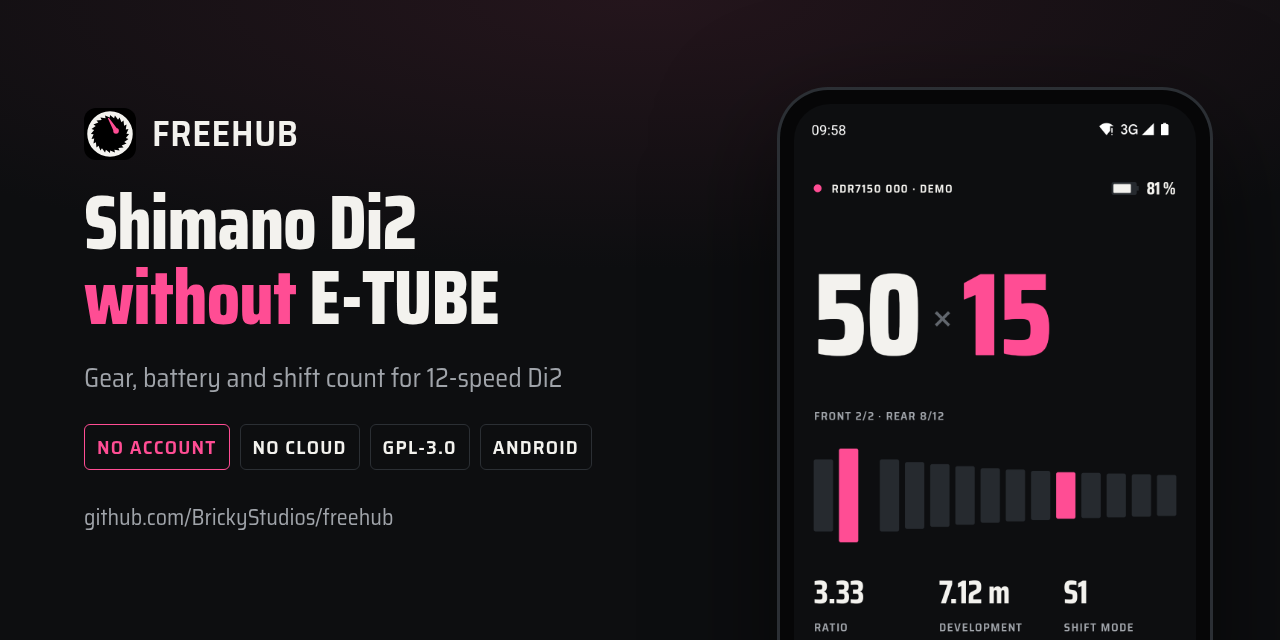 FREEHUB
Shimano Di2
without E-TUBE
Gear, battery and shift count for 12-speed Di2
NO ACCOUNT
NO CLOUD
GPL-3.0
ANDROID
github.com/BrickyStudios/freehub
09:58
3G
RDR7150 000 · DEMO
81 %
50 × 15
FRONT 2/2 · REAR 8/12
3.33
7.12 m
S1
RATIO
DEVELOPMENT
SHIFT MODE